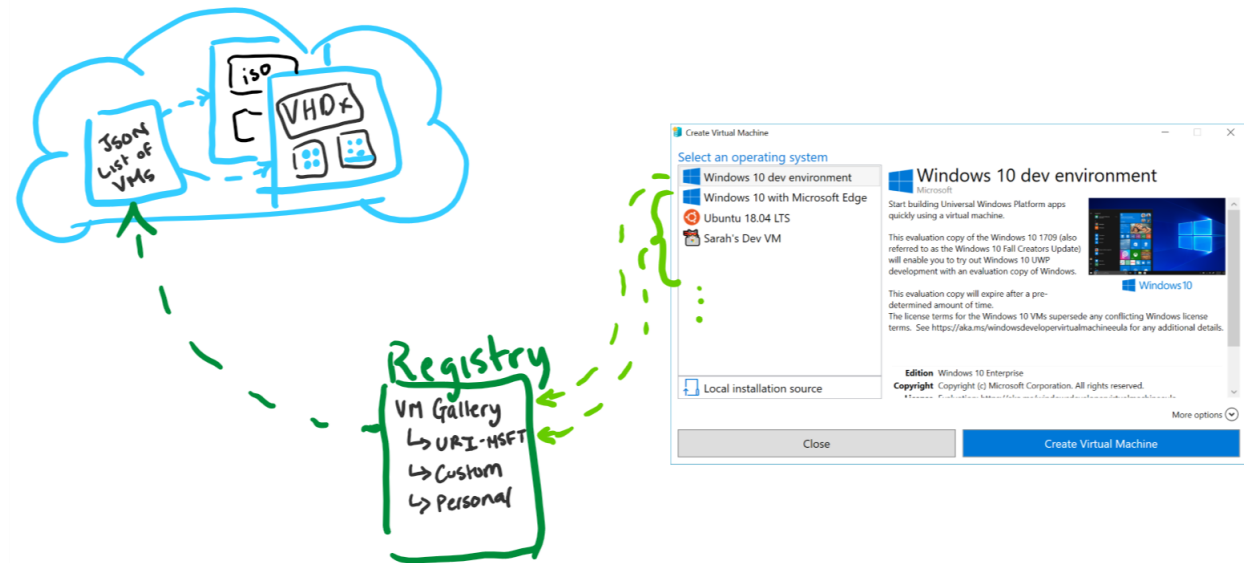 iso
VHDx
JSON
List of
VMs
Registry
VM Gallery
URI-MSFT
Custom
Personal
Create Virtual Machine
Select an operating system
Windows 10 dev environment
Windows 10 with Microsoft Edge
Ubuntu 18.04 LTS
Sarah's Dev VM
Local installation source
Windows 10 dev environment
Microsoft
Start building Universal Windows Platform apps
quickly using a virtual machine.
This evaluation copy of the Windows 10 1709 (also
referred to as the Windows 10 Fall Creators Update)
will enable you to try out Windows 10 UWP
development with an evaluation copy of Windows.
Windows10
This evaluation copy will expire after a pre-
determined amount of time.
The license terms for the Windows 10 VMs supersede any conflicting Windows license
terms. See https://aka.ms/windowsdevelopervirtualmachineeula for any additional details.
Edition Windows 10 Enterprise
Copyright Copyright (c) Microsoft Corporation. All rights reserved.
More options
Close
Create Virtual Machine